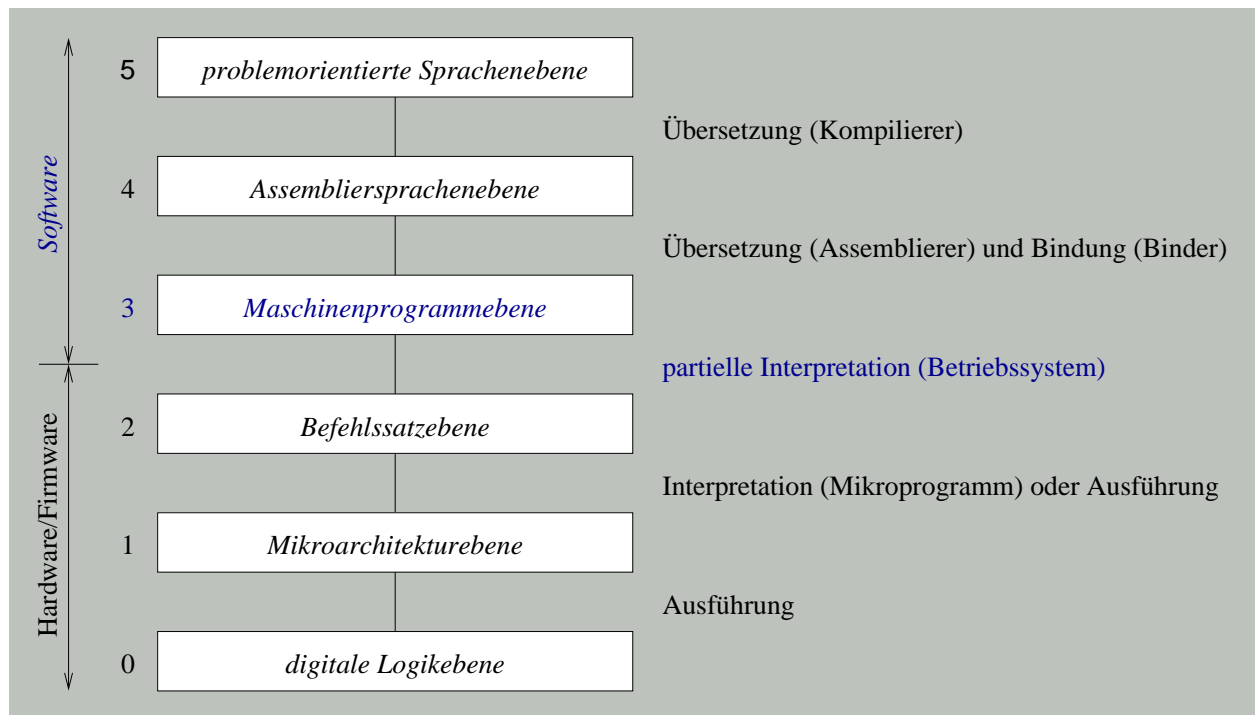 5 problemorientierte Sprachenebene
Übersetzung (Kompilierer)
4 Assembliersprachenebene
Übersetzung (Assemblierer) und Bindung (Binder)
3 Maschinenprogrammebene
partielle Interpretation (Betriebssystem)
2 Befehlssatzebene
Interpretation (Mikroprogramm) oder Ausführung
1 Mikroarchitekturebene
Ausführung
0 digitale Logikebene
Software
Hardware/Firmware